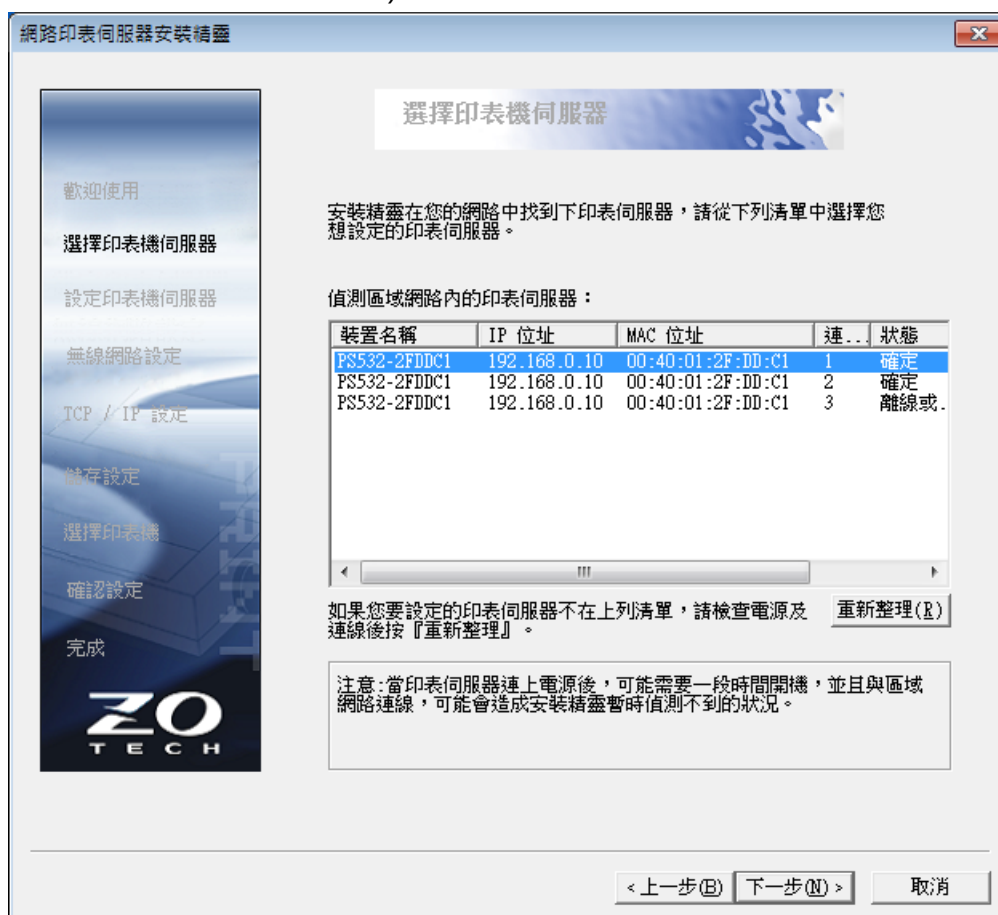 網路印表伺服器安裝精靈
選擇印表機伺服器
歡迎使用
選擇印表機伺服器
設定印表機伺服器
無線網路設定
TCP / IP 設定
儲存設定
選擇印表機
確認設定
完成
PRINT
ZO
TECH
安裝精靈在您的網路中找到下印表伺服器，請從下列清單中選擇您
想設定的印表伺服器。
偵測區域網路內的印表伺服器：
裝置名稱 IP 位址 MAC 位址 連... 狀態
PS532-2FDDC1 192.168.0.10 00:40:01:2F:DD:C1 1 確定
PS532-2FDDC1 192.168.0.10 00:40:01:2F:DD:C1 2 確定
PS532-2FDDC1 192.168.0.10 00:40:01:2F:DD:C1 3 離線或.
如果您要設定的印表伺服器不在上列清單，請檢查電源及
連線後按『重新整理』。
重新整理(R)
注意:當印表伺服器連上電源後，可能需要一段時間開機，並且與區域
網路連線，可能會造成安裝精靈暫時偵測不到的狀況。
<上一步(B) 下一步(N)> 取消